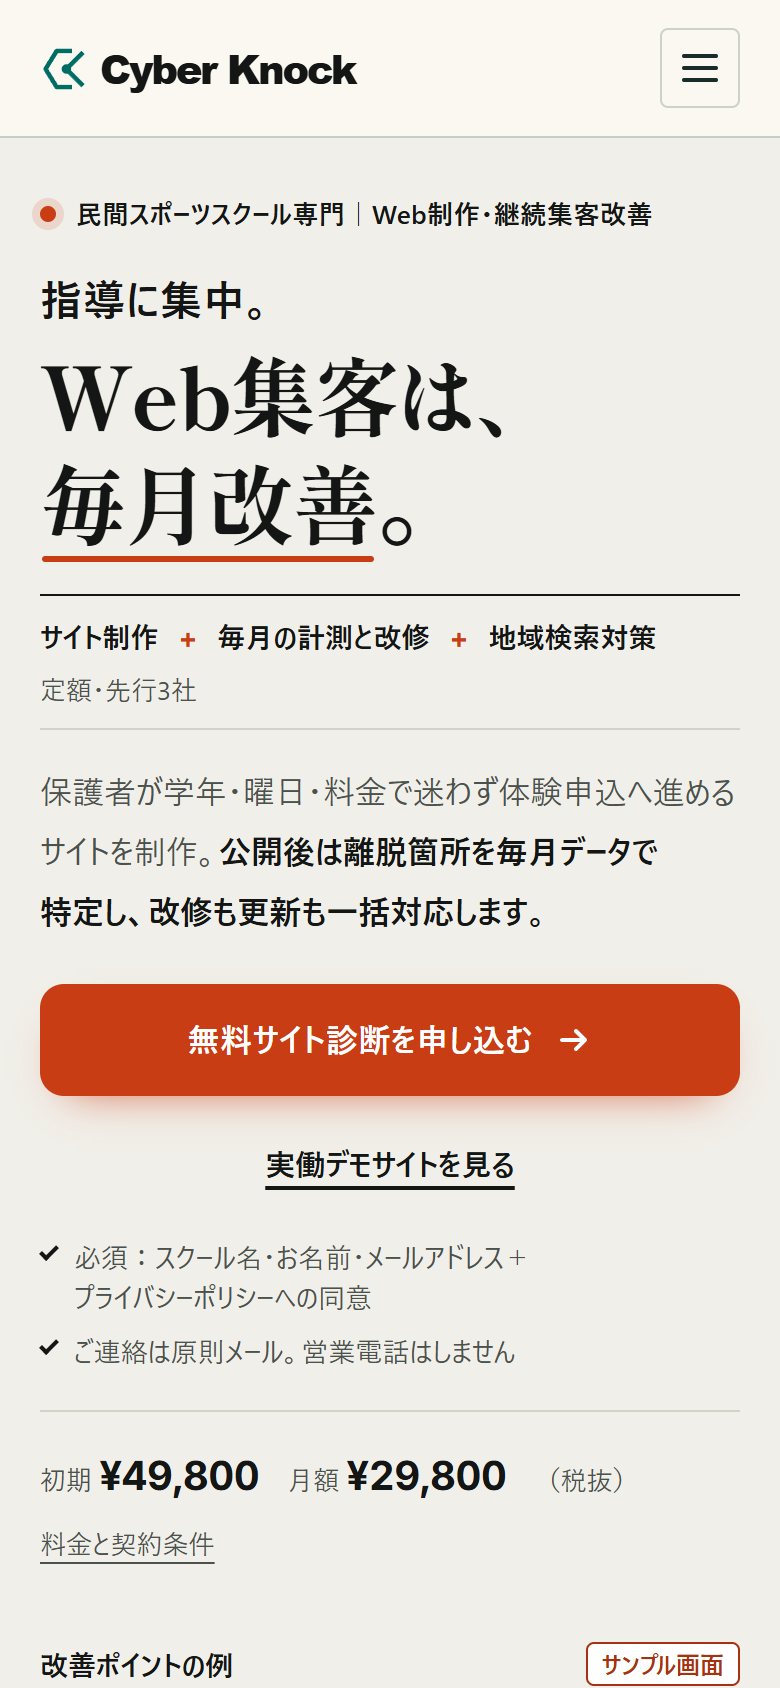 Cyber Knock
民間スポーツスクール専門｜Web制作・継続集客改善
指導に集中。
Web集客は、
毎月改善。
サイト制作 + 毎月の計測と改修 + 地域検索対策
定額・先行3社
保護者が学年・曜日・料金で迷わず体験申込へ進める
サイトを制作。公開後は離脱箇所を毎月データで
特定し、改修も更新も一括対応します。
無料サイト診断を申し込む →
実働デモサイトを見る
必須：スクール名・お名前・メールアドレス＋
プライバシーポリシーへの同意
ご連絡は原則メール。営業電話はしません
初期 ¥49,800 月額 ¥29,800 （税抜）
料金と契約条件
改善ポイントの例 サンプル画面